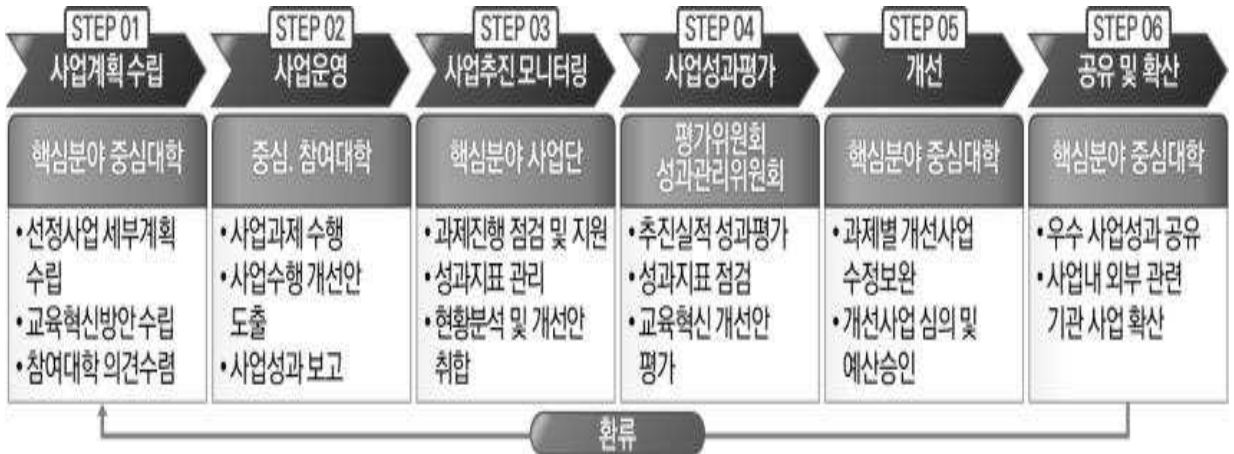 STEP 01
사업계획 수립
핵심분야 중심대학
• 선정사업 세부계획
수립
• 교육혁신방안 수립
• 참여대학 의견수렴
STEP 02
사업운영
중심. 참여대학
• 사업과제 수행
• 사업수행 개선안
도출
• 사업성과 보고
STEP 03
사업추진 모니터링
핵심분야 사업단
• 과제진행 점검 및 지원
• 성과지표 관리
• 현황분석 및 개선안
취합
STEP 04
사업성과평가
평가위원회
성과관리위원회
• 추진실적 성과평가
• 성과지표 점검
• 교육혁신 개선안
평가
STEP 05
개선
핵심분야 중심대학
• 과제별 개선사업
수정보완
• 개선사업 심의 및
예산승인
STEP 06
공유 및 확산
핵심분야 중심대학
• 우수 사업성과 공유
• 사업내 외부 관련
기관 사업 확산
환류